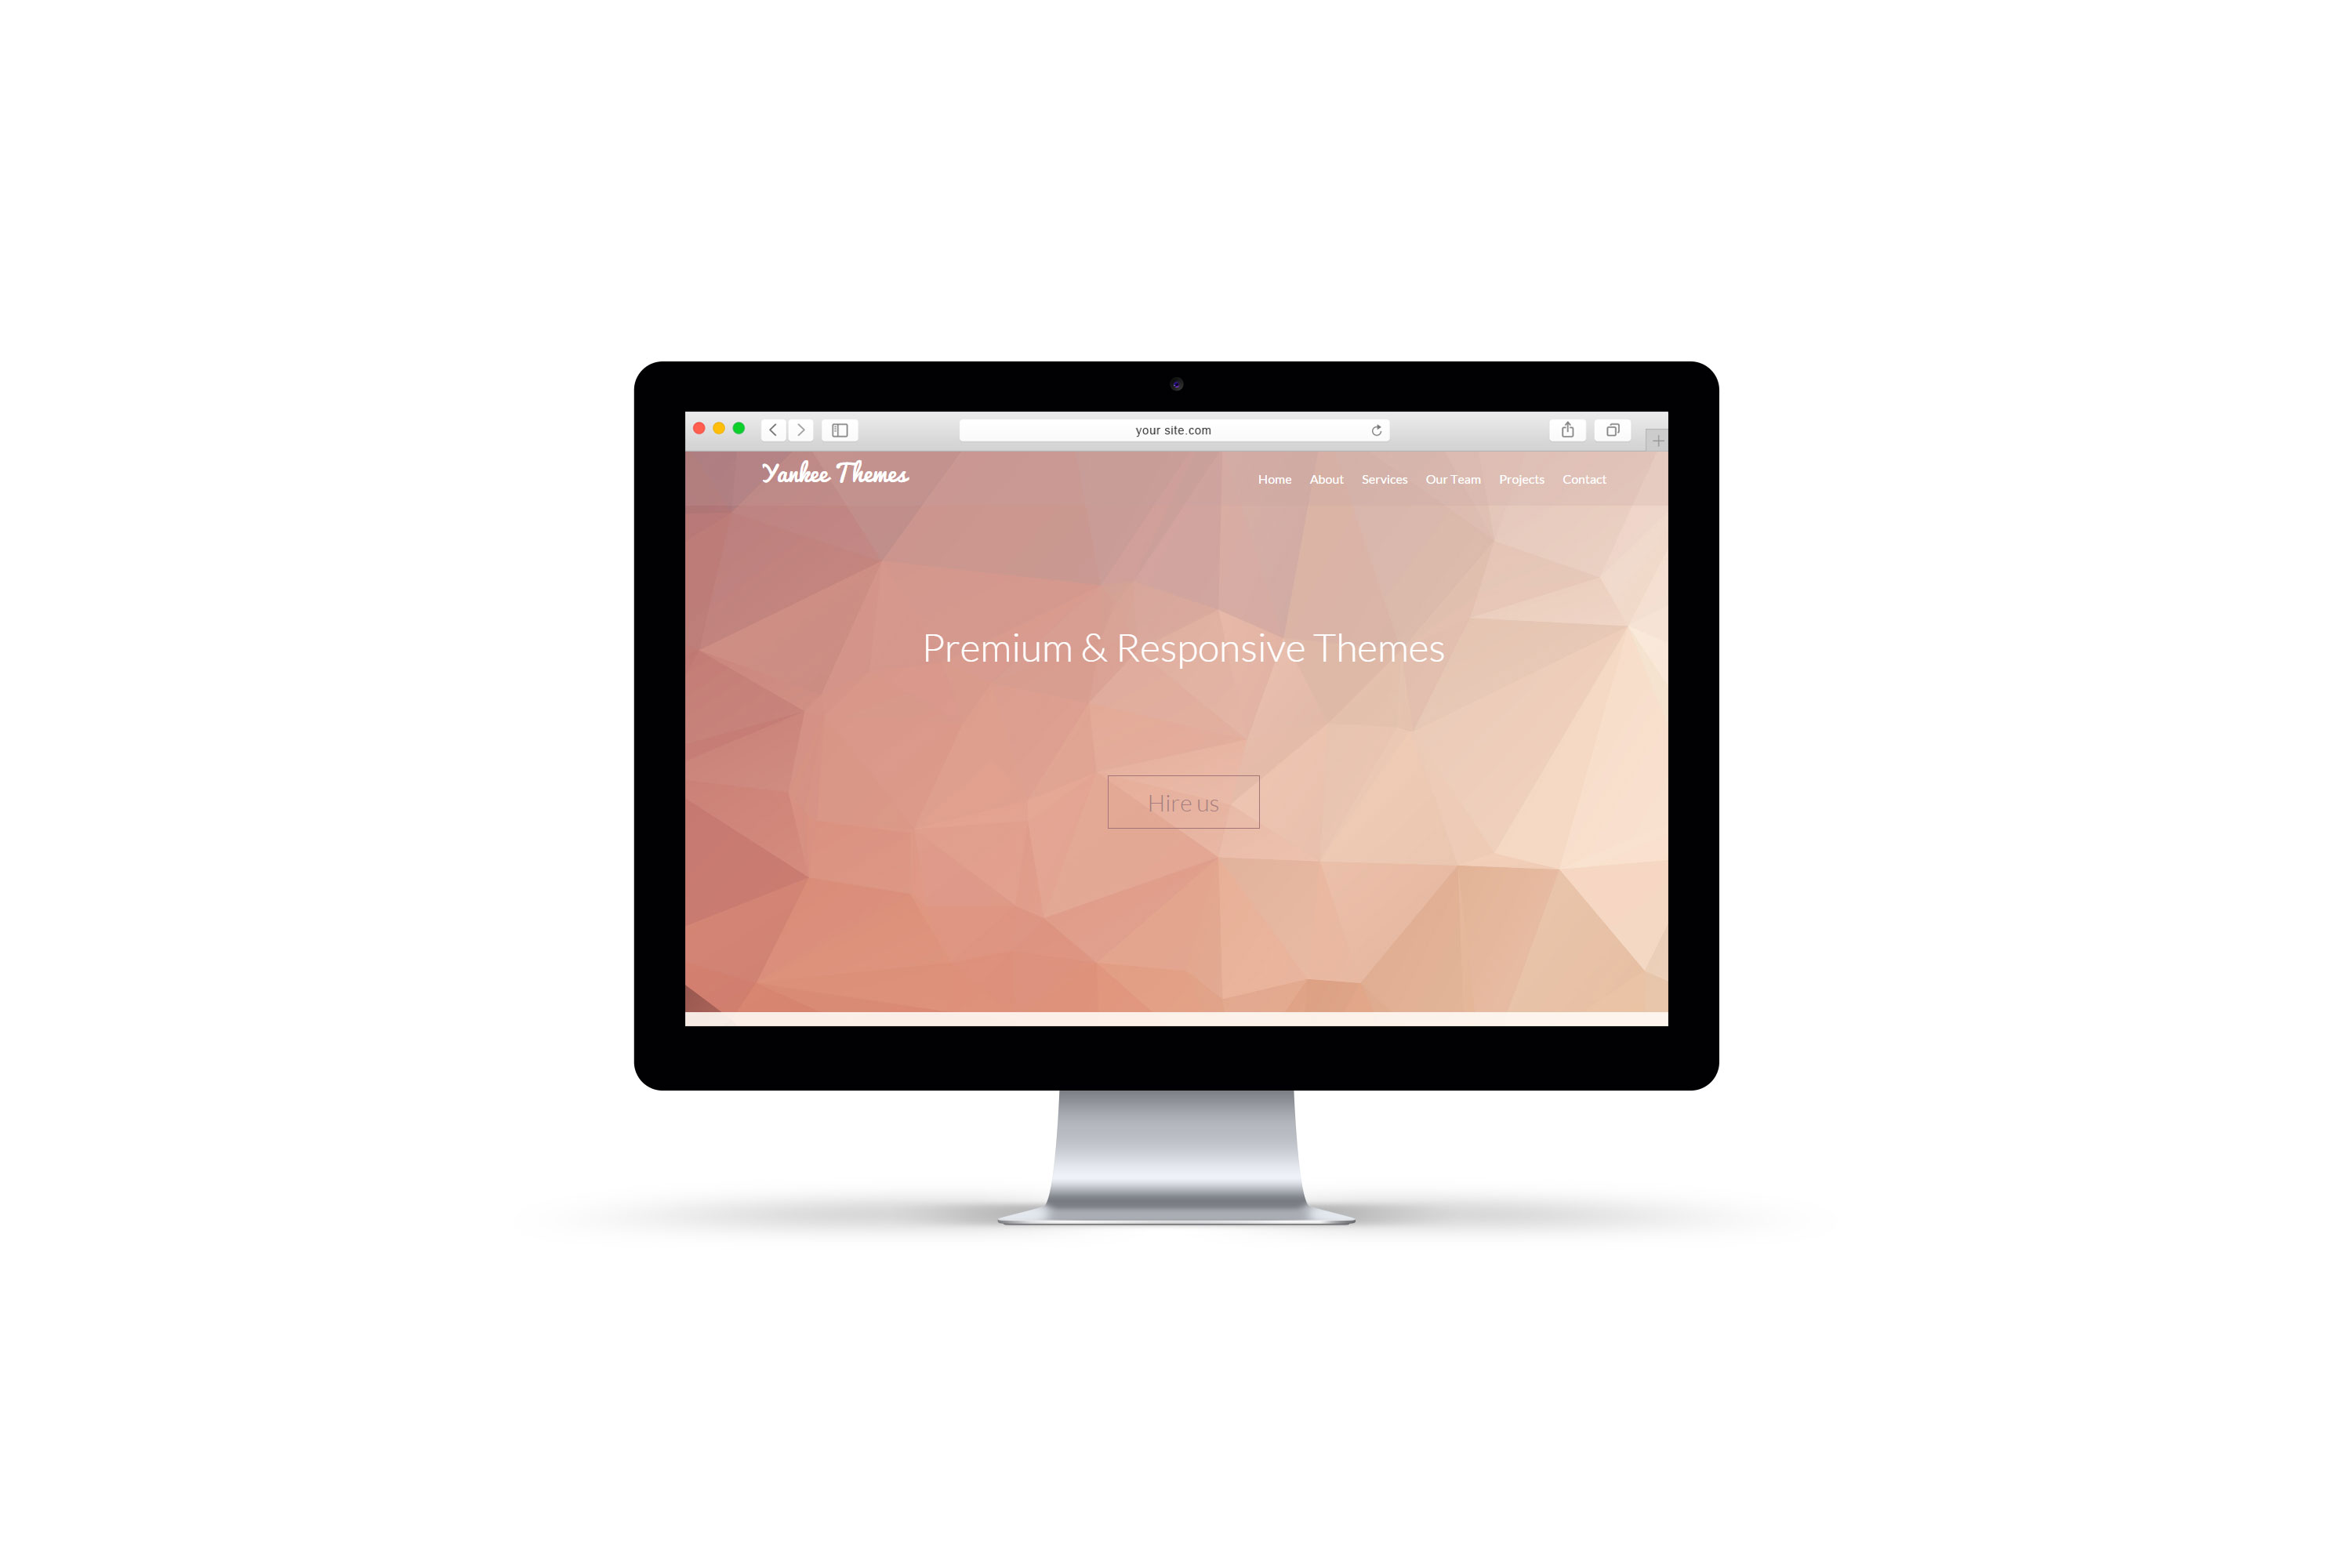 your site.com
Yankee Themes
Home About Services Our Team Projects Contact
Premium & Responsive Themes
Hire us